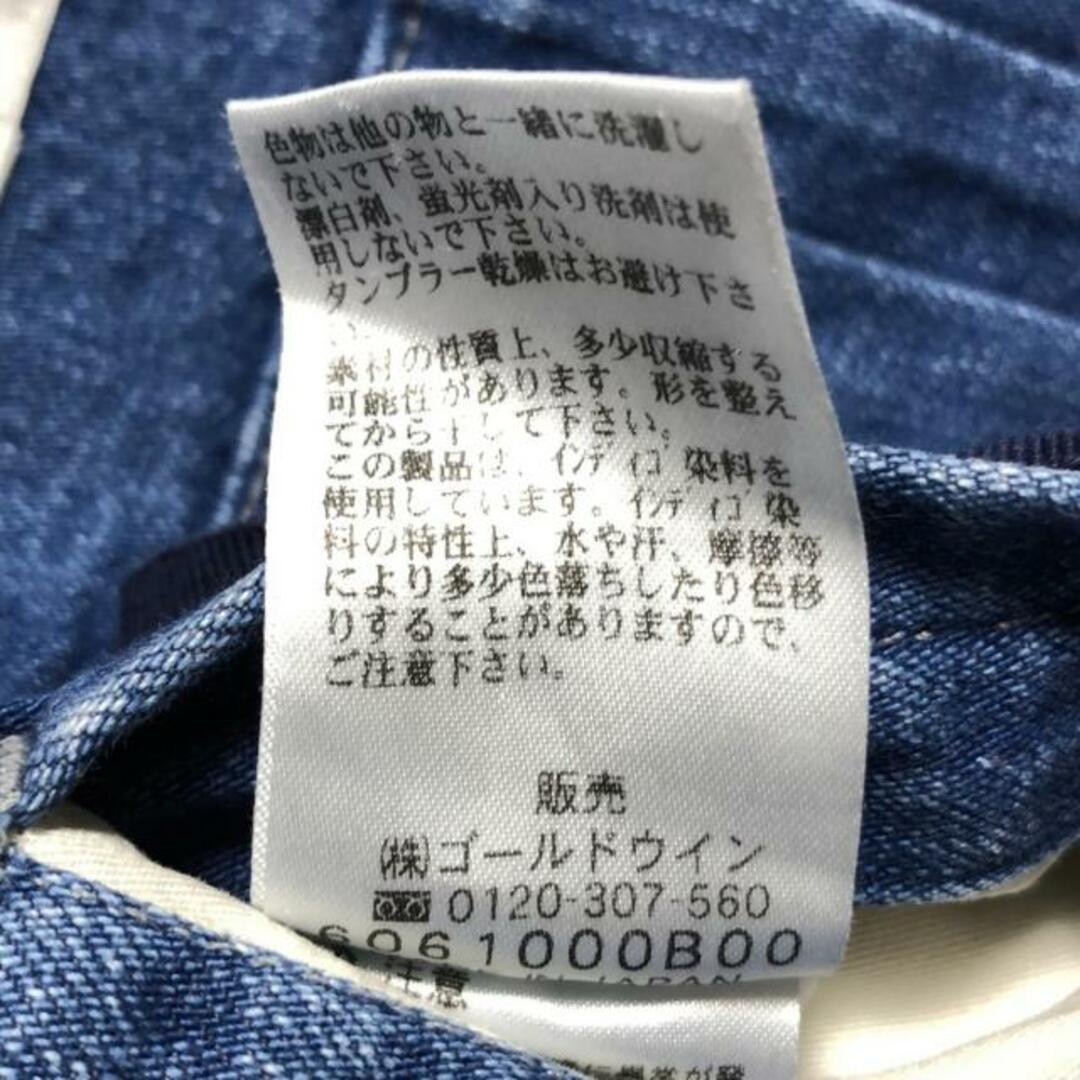 色物は他の物と一緒に洗濯し
ないで下さい。
漂白剤、蛍光剤入り洗剤は使
用しないで下さい。
タンブラー乾燥はお避け下さ
い。
素材の性質上、多少収縮する
可能性があります。形を整え
てから干して下さい。
この製品は、ｲﾝﾃﾞｨｺﾞ染料を
使用しています。ｲﾝﾃﾞｨｺﾞ染
料の特性上、水や汗、摩擦等
により多少色落ちしたり色移
りすることがありますので、
ご注意下さい。
販売
㈱ゴールドウイン
0120-307-560
6061000B00
注意 IN JAPAN